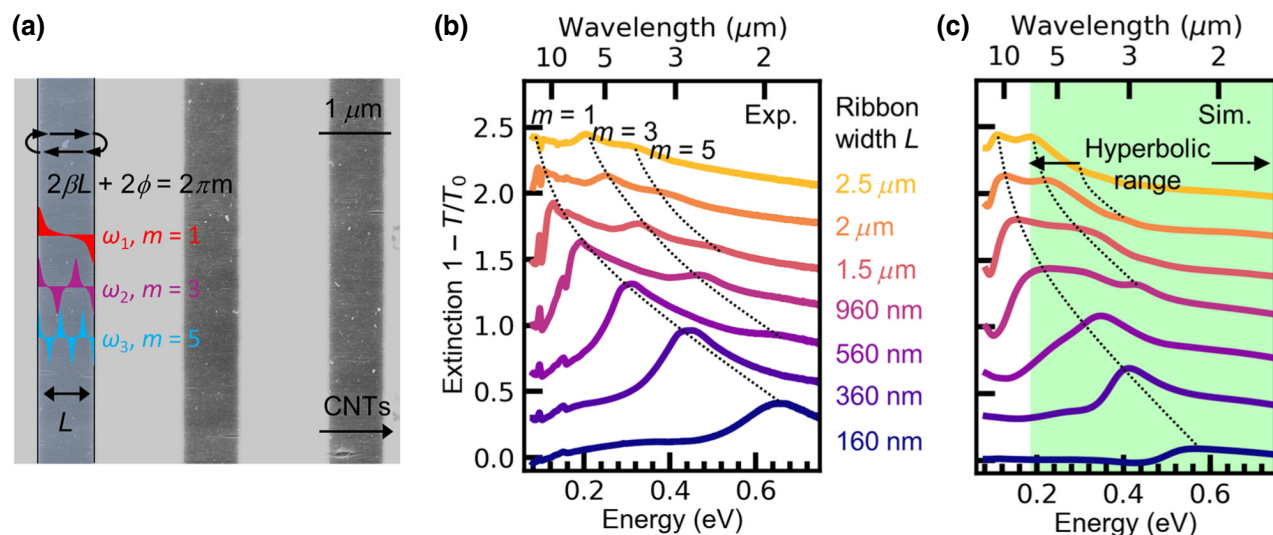 (a)
1 μm
2βL + 2ϕ = 2πm
ω₁, m = 1
ω₂, m = 3
ω₃, m = 5
L
CNTs
(b)
Wavelength (μm)
10 5 3 2
m = 1
m = 3
m = 5
Exp.
2.5
2.0
1.5
1.0
0.5
0.0
Extinction 1 − T/T₀
0.2 0.4 0.6
Energy (eV)
Ribbon
width L
2.5 μm
2 μm
1.5 μm
960 nm
560 nm
360 nm
160 nm
(c)
Wavelength (μm)
10 5 3 2
Sim.
Hyperbolic
range
0.2 0.4 0.6
Energy (eV)